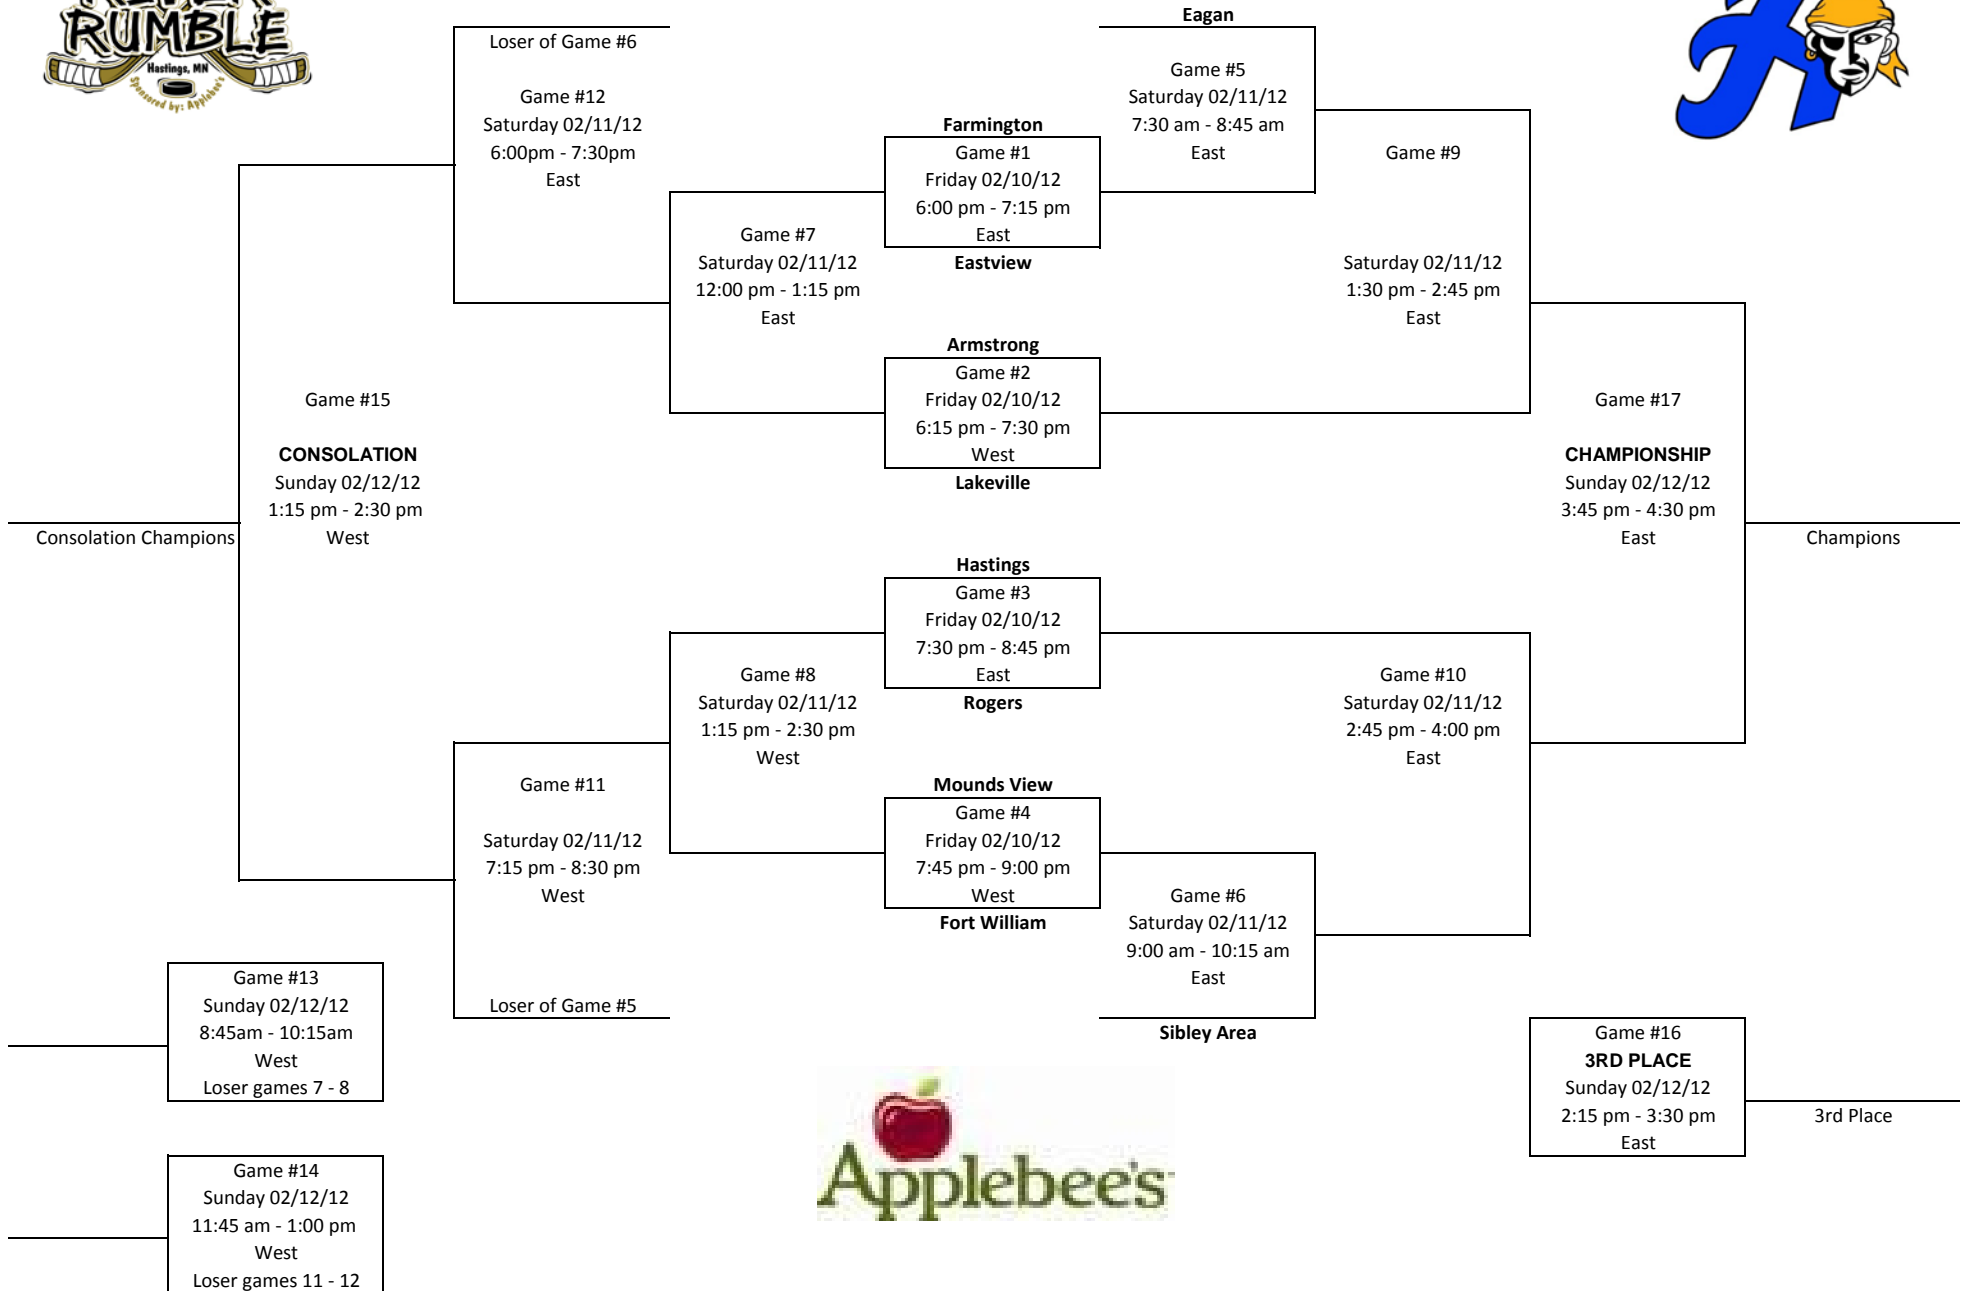 RUMBLE
Hastings, MN
Sponsored by: Applebee's
Loser of Game #6
Game #12
Saturday 02/11/12
6:00pm - 7:30pm
East
Eagan
Game #5
Saturday 02/11/12
7:30 am - 8:45 am
East
Farmington
Game #1
Friday 02/10/12
6:00 pm - 7:15 pm
East
Eastview
Game #9
Saturday 02/11/12
1:30 pm - 2:45 pm
East
Game #7
Saturday 02/11/12
12:00 pm - 1:15 pm
East
Armstrong
Game #2
Friday 02/10/12
6:15 pm - 7:30 pm
West
Lakeville
Game #15
CONSOLATION
Sunday 02/12/12
1:15 pm - 2:30 pm
West
Consolation Champions
Game #17
CHAMPIONSHIP
Sunday 02/12/12
3:45 pm - 4:30 pm
East
Champions
Hastings
Game #3
Friday 02/10/12
7:30 pm - 8:45 pm
East
Rogers
Game #8
Saturday 02/11/12
1:15 pm - 2:30 pm
West
Game #10
Saturday 02/11/12
2:45 pm - 4:00 pm
East
Mounds View
Game #4
Friday 02/10/12
7:45 pm - 9:00 pm
West
Fort William
Game #11
Saturday 02/11/12
7:15 pm - 8:30 pm
West
Loser of Game #5
Game #6
Saturday 02/11/12
9:00 am - 10:15 am
East
Sibley Area
Game #13
Sunday 02/12/12
8:45am - 10:15am
West
Loser games 7 - 8
Game #16
3RD PLACE
Sunday 02/12/12
2:15 pm - 3:30 pm
East
3rd Place
Applebee's
Game #14
Sunday 02/12/12
11:45 am - 1:00 pm
West
Loser games 11 - 12